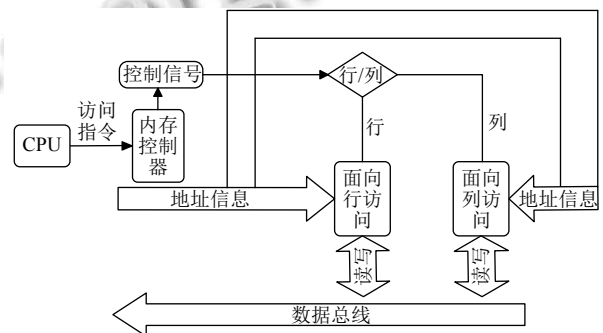 控制信号
行/列
访问
指令
CPU
内存
控制
器
行
列
面向
行访
问
面向
列访
问
地址信息
地址信息
读写
读写
数据总线